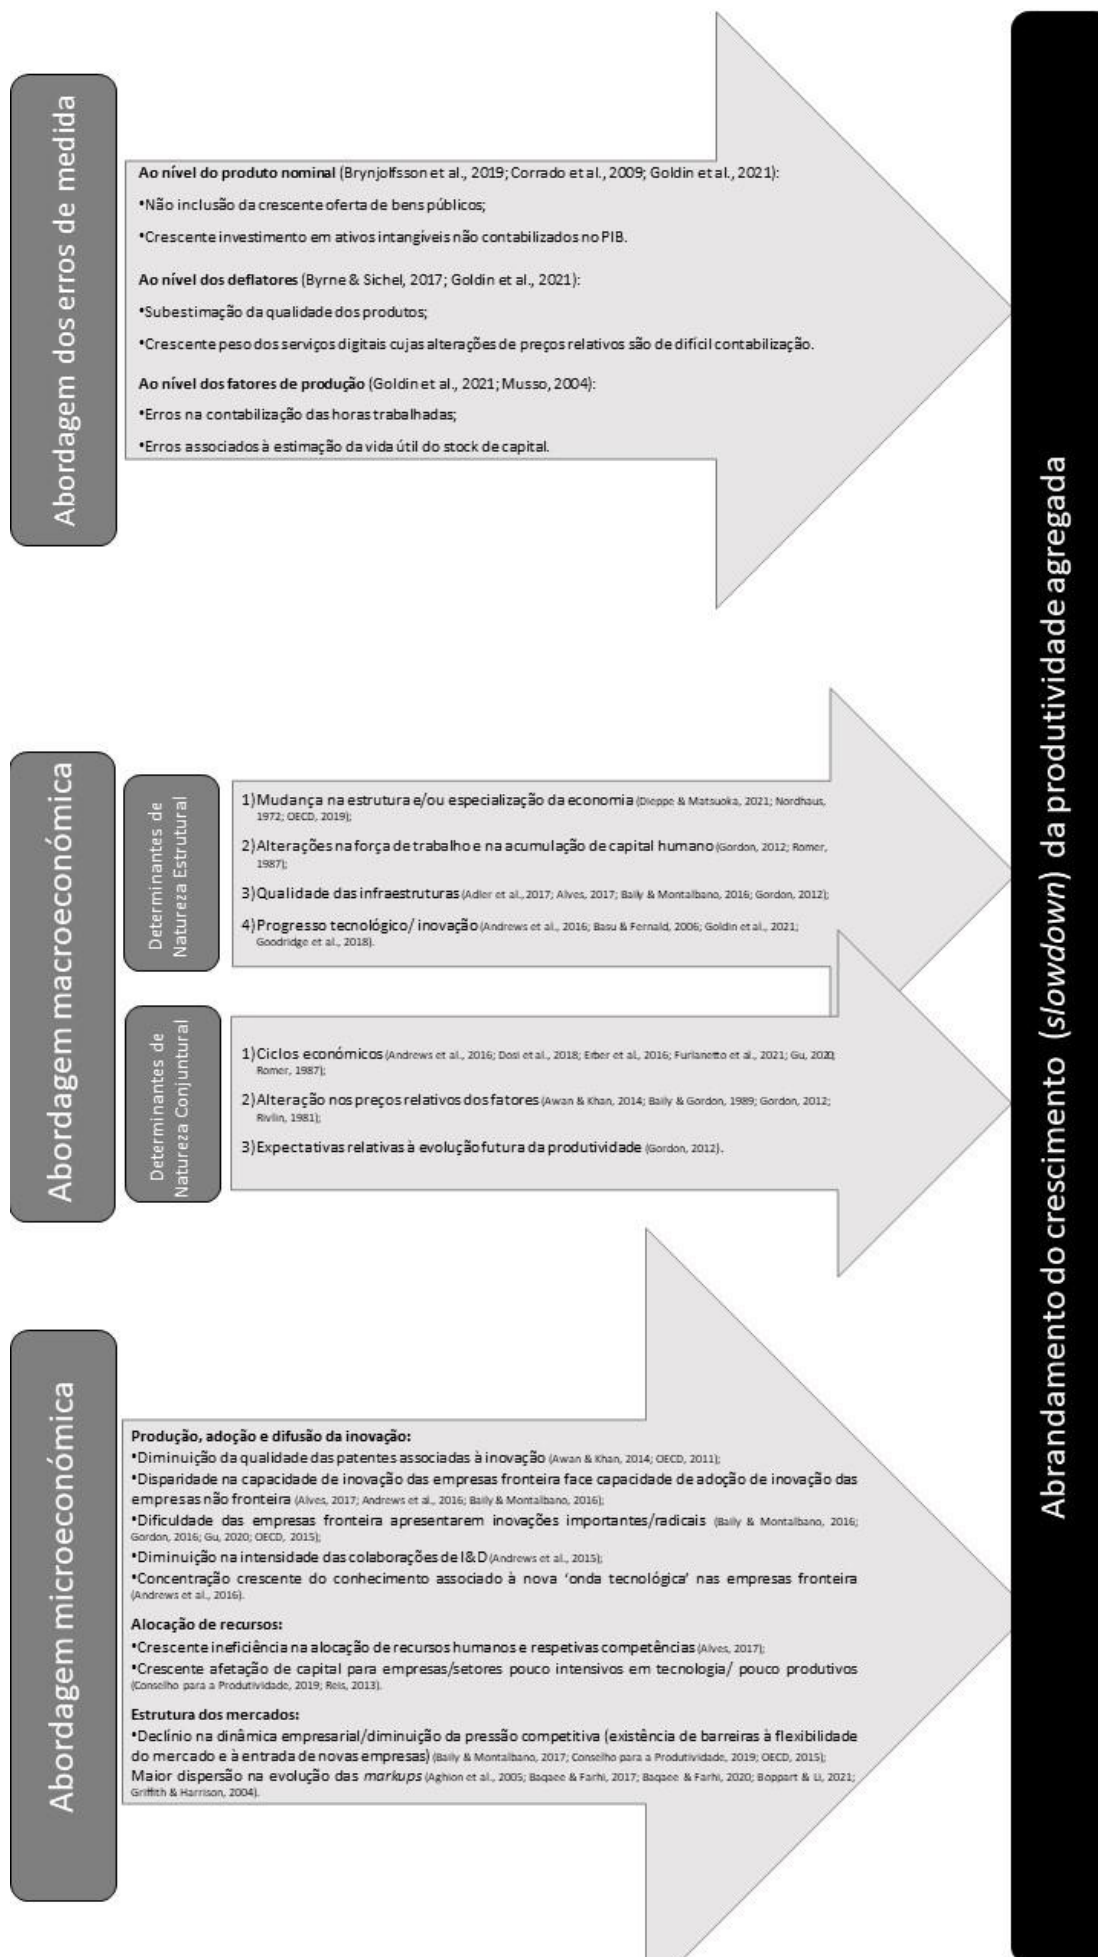 Abordagem dos erros de medida
Ao nível do produto nominal (Brynjolfsson et al., 2019; Corrado et al., 2009; Goldin et al., 2021):
•Não inclusão da crescente oferta de bens públicos;
•Crescente investimento em ativos intangíveis não contabilizados no PIB.
Ao nível dos deflatores (Byrne & Sichel, 2017; Goldin et al., 2021):
•Subestimação da qualidade dos produtos;
•Crescente peso dos serviços digitais cujas alterações de preços relativos são de difícil contabilização.
Ao nível dos fatores de produção (Goldin et al., 2021; Musso, 2004):
•Erros na contabilização das horas trabalhadas;
•Erros associados à estimação da vida útil do stock de capital.
Abordagem macroeconómica
Determinantes de
Natureza Estrutural
1)Mudança na estrutura e/ou especialização da economia (Dieppe & Matsuoka, 2021; Nordhaus,
1972; OECD, 2019);
2)Alterações na força de trabalho e na acumulação de capital humano (Gordon, 2012; Romer,
1987);
3)Qualidade das infraestruturas (Adler et al., 2017; Alves, 2017; Baily & Montalbano, 2016; Gordon, 2012);
4)Progresso tecnológico/ inovação (Andrews et al., 2016; Basu & Fernald, 2006; Goldin et al., 2021;
Goodridge et al., 2018).
Determinantes de
Natureza Conjuntural
1)Ciclos económicos (Andrews et al., 2016; Dosi et al., 2018; Erber et al., 2016; Furlanetto et al., 2021; Gu, 2020;
Romer, 1987);
2)Alteração nos preços relativos dos fatores (Awan & Khan, 2014; Baily & Gordon, 1989; Gordon, 2012;
Rivlin, 1981);
3)Expectativas relativas à evolução futura da produtividade (Gordon, 2012).
Abordagem microeconómica
Produção, adoção e difusão da inovação:
•Diminuição da qualidade das patentes associadas à inovação (Awan & Khan, 2014; OECD, 2011);
•Disparidade na capacidade de inovação das empresas fronteira face capacidade de adoção de inovação das
empresas não fronteira (Alves, 2017; Andrews et al., 2016; Baily & Montalbano, 2016);
•Dificuldade das empresas fronteira apresentarem inovações importantes/radicais (Baily & Montalbano, 2016;
Gordon, 2016; Gu, 2020; OECD, 2015);
•Diminuição na intensidade das colaborações de I&D (Andrews et al., 2015);
•Concentração crescente do conhecimento associado à nova ‘onda tecnológica’ nas empresas fronteira
(Andrews et al., 2016).
Alocação de recursos:
•Crescente ineficiência na alocação de recursos humanos e respetivas competências (Alves, 2017);
•Crescente afetação de capital para empresas/setores pouco intensivos em tecnologia/ pouco produtivos
(Conselho para a Produtividade, 2019; Reis, 2013).
Estrutura dos mercados:
•Declínio na dinâmica empresarial/diminuição da pressão competitiva (existência de barreiras à flexibilidade
do mercado e à entrada de novas empresas) (Baily & Montalbano, 2017; Conselho para a Produtividade, 2019; OECD, 2015);
Maior dispersão na evolução das markups (Aghion et al., 2005; Baqaee & Farhi, 2017; Baqaee & Farhi, 2020; Boppart & Li, 2021;
Griffith & Harrison, 2004).
Abrandamento do crescimento (slowdown) da produtividade agregada